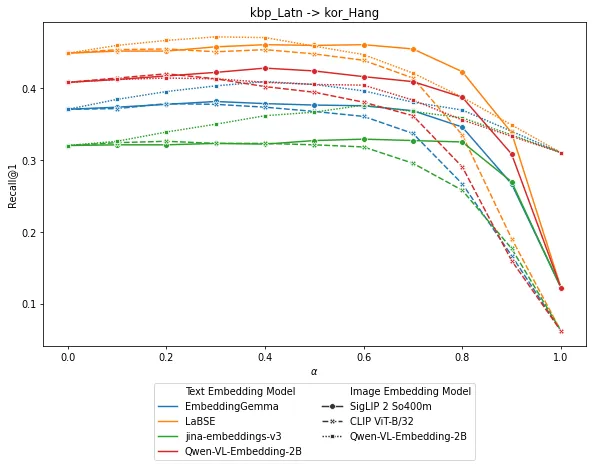 kbp_Latn -> kor_Hang
Recall@1
0.4
0.3
0.2
0.1
0.0 0.2 0.4 0.6 0.8 1.0
α
Text Embedding Model
EmbeddingGemma
LaBSE
jina-embeddings-v3
Qwen-VL-Embedding-2B
Image Embedding Model
SigLIP 2 So400m
CLIP ViT-B/32
Qwen-VL-Embedding-2B